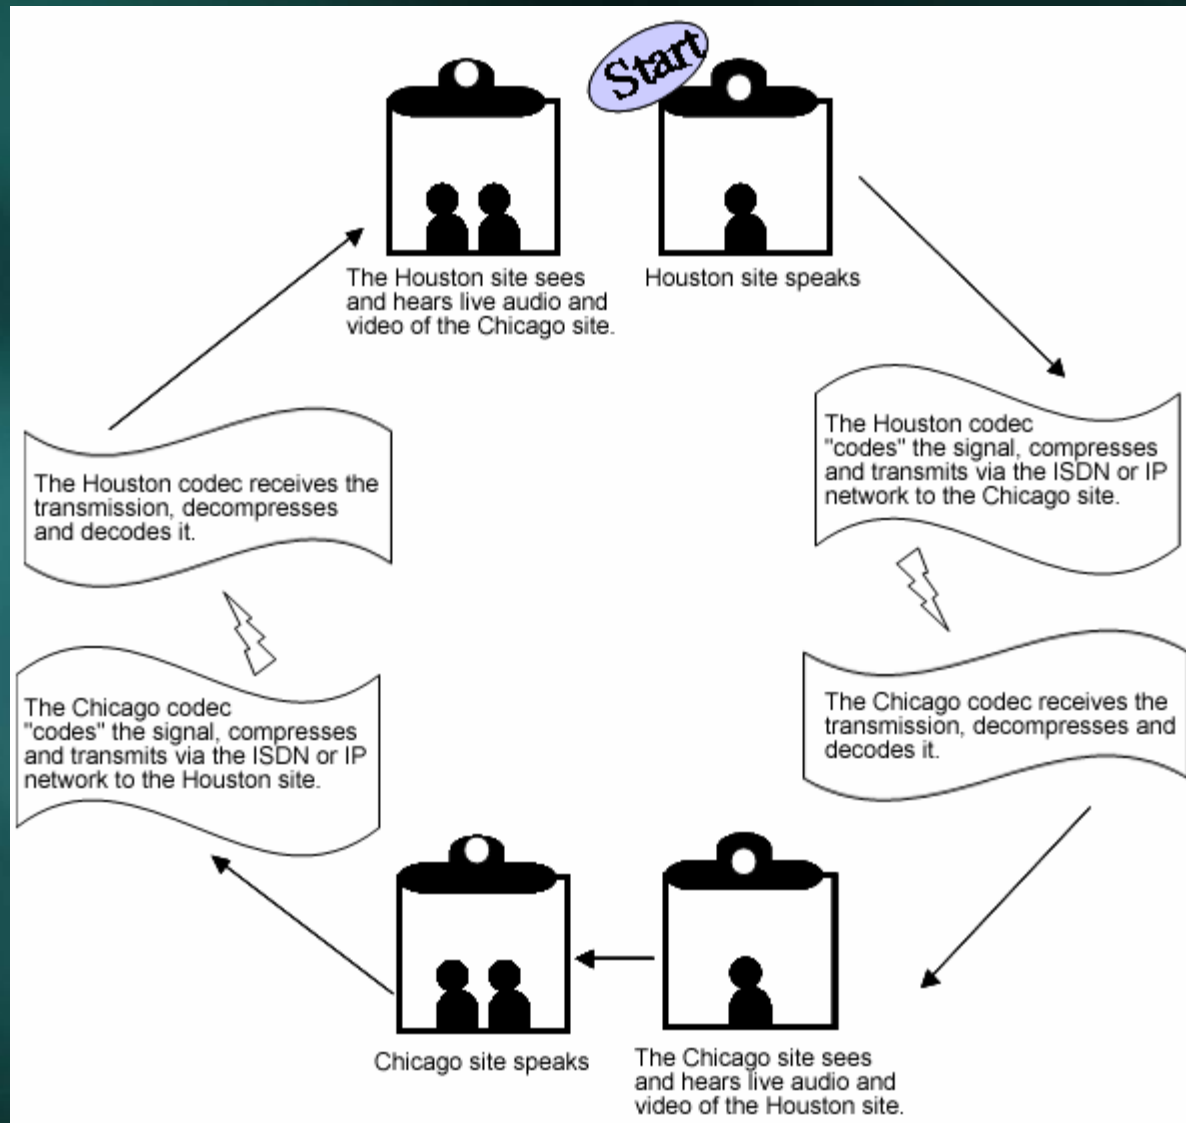 Start
Houston site speaks
The Houston codec
"codes" the signal, compresses
and transmits via the ISDN or IP
network to the Chicago site.
The Chicago codec receives the
transmission, decompresses and
decodes it.
The Chicago site sees
and hears live audio and
video of the Houston site.
Chicago site speaks
The Chicago codec
"codes" the signal, compresses
and transmits via the ISDN or IP
network to the Houston site.
The Houston codec receives the
transmission, decompresses
and decodes it.
The Houston site sees
and hears live audio and
video of the Chicago site.